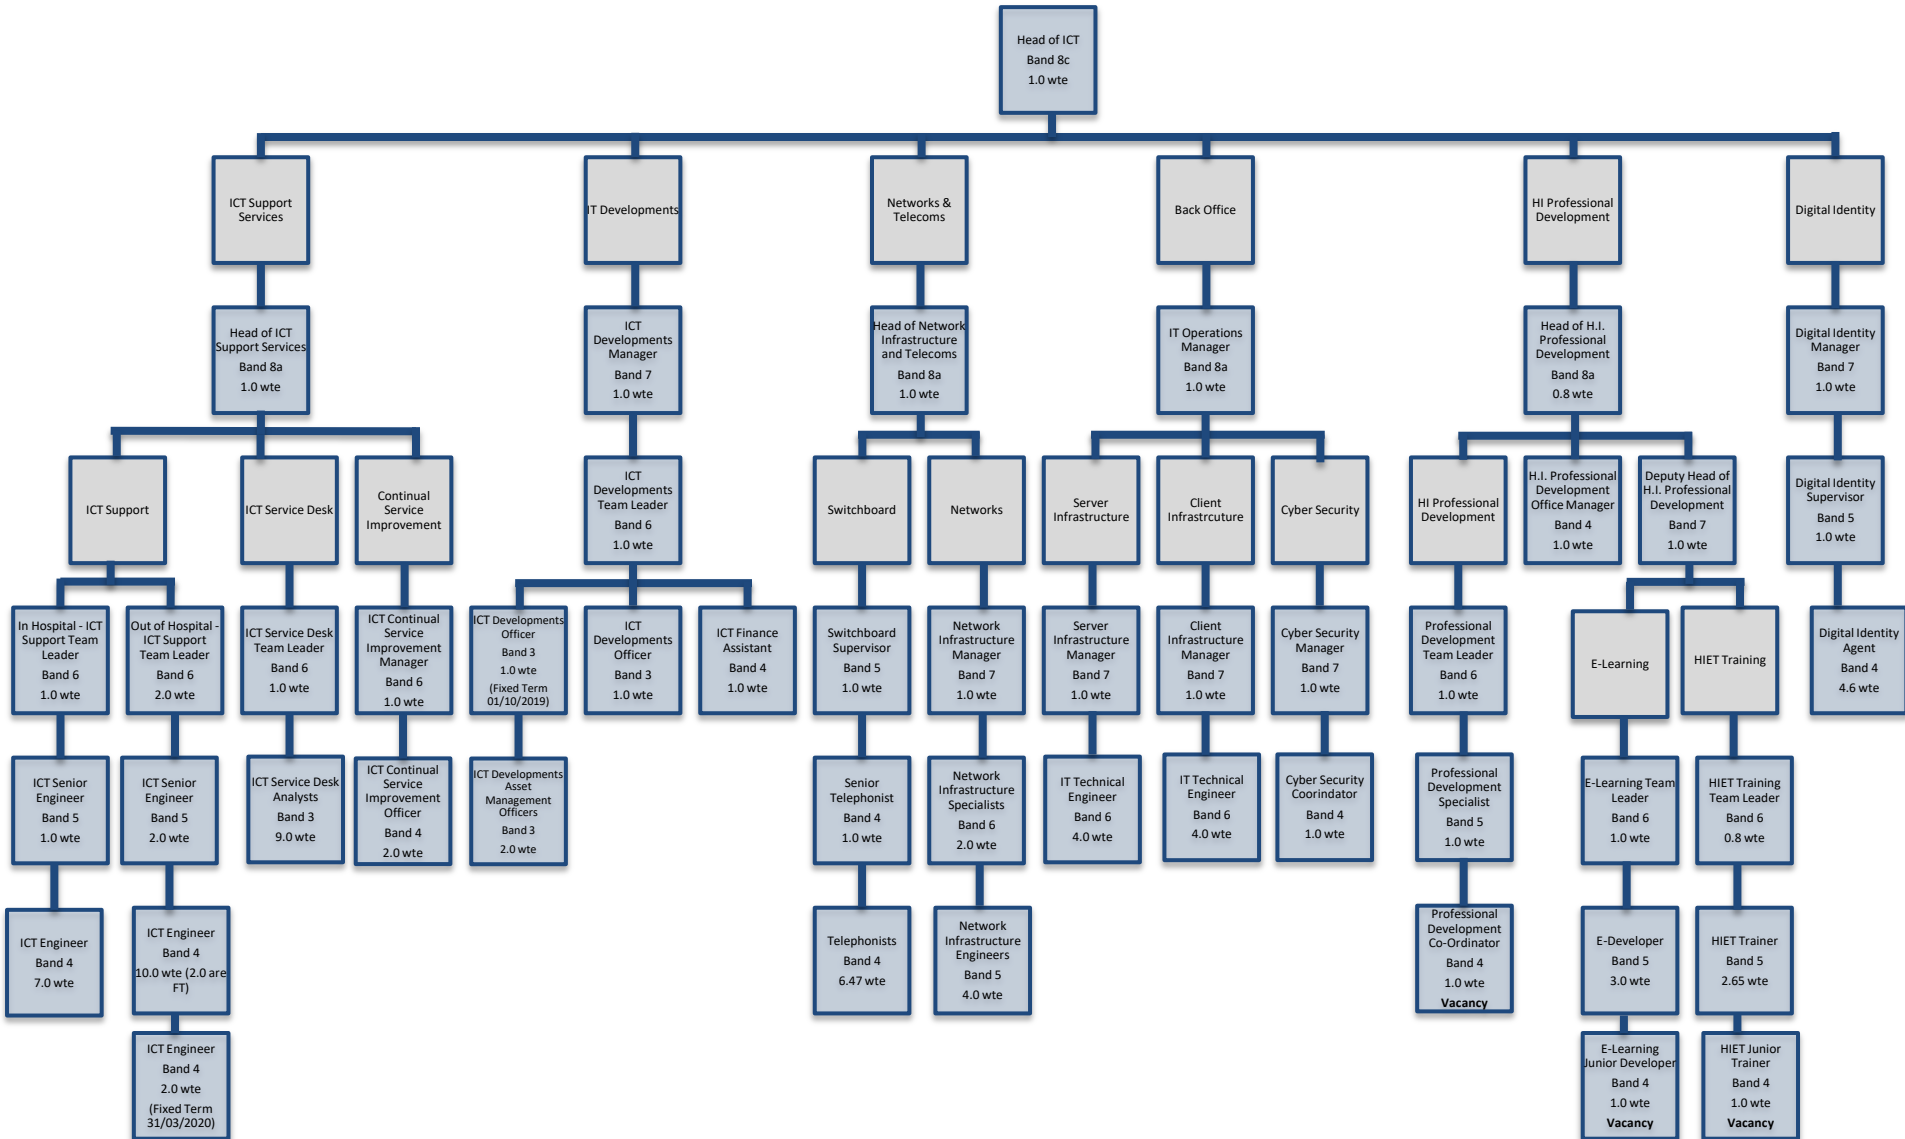 Head of ICT
Band 8c
1.0 wte
ICT Support
Services
IT Developments
Networks &
Telecoms
Back Office
HI Professional
Development
Digital Identity
Head of ICT
Support Services
Band 8a
1.0 wte
ICT
Developments
Manager
Band 7
1.0 wte
Head of Network
Infrastructure
and Telecoms
Band 8a
1.0 wte
IT Operations
Manager
Band 8a
1.0 wte
Head of H.I.
Professional
Development
Band 8a
0.8 wte
Digital Identity
Manager
Band 7
1.0 wte
ICT Support
ICT Service Desk
Continual
Service
Improvement
ICT
Developments
Team Leader
Band 6
1.0 wte
Switchboard
Networks
Server
Infrastructure
Client
Infrastrcuture
Cyber Security
HI Professional
Development
H.I. Professional
Development
Office Manager
Band 4
1.0 wte
Deputy Head of
H.I. Professional
Development
Band 7
1.0 wte
Digital Identity
Supervisor
Band 5
1.0 wte
In Hospital - ICT
Support Team
Leader
Band 6
1.0 wte
Out of Hospital -
ICT Support
Team Leader
Band 6
2.0 wte
ICT Service Desk
Team Leader
Band 6
1.0 wte
ICT Continual
Service
Improvement
Manager
Band 6
1.0 wte
ICT Developments
Officer
Band 3
1.0 wte
(Fixed Term
01/10/2019)
ICT
Developments
Officer
Band 3
1.0 wte
ICT Finance
Assistant
Band 4
1.0 wte
Switchboard
Supervisor
Band 5
1.0 wte
Network
Infrastructure
Manager
Band 7
1.0 wte
Server
Infrastructure
Manager
Band 7
1.0 wte
Client
Infrastructure
Manager
Band 7
1.0 wte
Cyber Security
Manager
Band 7
1.0 wte
Professional
Development
Team Leader
Band 6
1.0 wte
E-Learning
HIET Training
Digital Identity
Agent
Band 4
4.6 wte
ICT Senior
Engineer
Band 5
1.0 wte
ICT Senior
Engineer
Band 5
2.0 wte
ICT Service Desk
Analysts
Band 3
9.0 wte
ICT Continual
Service
Improvement
Officer
Band 4
2.0 wte
ICT Developments
Asset
Management
Officers
Band 3
2.0 wte
Senior
Telephonist
Band 4
1.0 wte
Network
Infrastructure
Specialists
Band 6
2.0 wte
IT Technical
Engineer
Band 6
4.0 wte
IT Technical
Engineer
Band 6
4.0 wte
Cyber Security
Coorindator
Band 4
1.0 wte
Professional
Development
Specialist
Band 5
1.0 wte
E-Learning Team
Leader
Band 6
1.0 wte
HIET Training
Team Leader
Band 6
0.8 wte
ICT Engineer
Band 4
7.0 wte
ICT Engineer
Band 4
10.0 wte (2.0 are
FT)
Telephonists
Band 4
6.47 wte
Network
Infrastructure
Engineers
Band 5
4.0 wte
Professional
Development
Co-Ordinator
Band 4
1.0 wte
Vacancy
E-Developer
Band 5
3.0 wte
HIET Trainer
Band 5
2.65 wte
ICT Engineer
Band 4
2.0 wte
(Fixed Term
31/03/2020)
E-Learning
Junior Developer
Band 4
1.0 wte
Vacancy
HIET Junior
Trainer
Band 4
1.0 wte
Vacancy